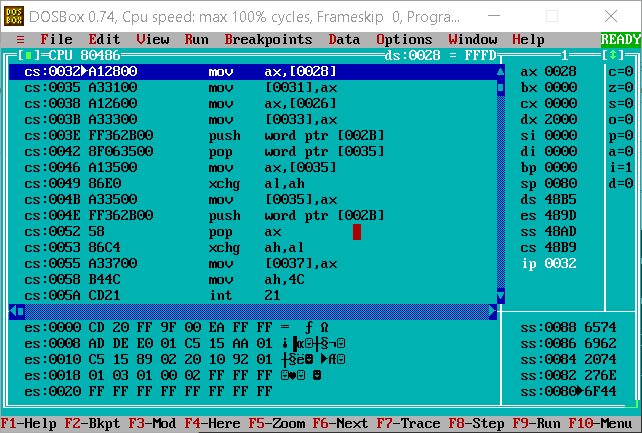 DOS BOX DOSBox 0.74, Cpu speed: max 100% cycles, Frameskip 0, Progra...
≡ File Edit View Run Breakpoints Data Options Window Help READY
[■] CPU 80486 ds:0028 = FFFD 1 [↕]
cs:0032►A12800 mov ax,[0028] ax 0028 c=0
cs:0035 A33100 mov [0031],ax bx 0000 z=0
cs:0038 A12600 mov ax,[0026] cx 0000 s=0
cs:003B A33300 mov [0033],ax dx 2000 o=0
cs:003E FF362B00 push word ptr [002B] si 0000 p=0
cs:0042 8F063500 pop word ptr [0035] di 0000 a=0
cs:0046 A13500 mov ax,[0035] bp 0000 i=1
cs:0049 86E0 xchg al,ah sp 0080 d=0
cs:004B A33500 mov [0035],ax ds 48B5
cs:004E FF362B00 push word ptr [002B] es 489D
cs:0052 58 pop ax ss 48AD
cs:0053 86C4 xchg ah,al cs 48B9
cs:0055 A33700 mov [0037],ax ip 0032
cs:0058 B44C mov ah,4C
cs:005A CD21 int 21
es:0000 CD 20 FF 9F 00 EA FF FF = ƒ Ω ss:0088 6574
es:0008 AD DE E0 01 C5 15 AA 01 ss:0086 6962
es:0010 C5 15 89 02 20 10 92 01 ss:0084 2074
es:0018 01 03 01 00 02 FF FF FF ss:0082 276E
es:0020 FF FF FF FF FF FF FF FF ss:0080►6F44
F1-Help F2-Bkpt F3-Mod F4-Here F5-Zoom F6-Next F7-Trace F8-Step F9-Run F10-Menu